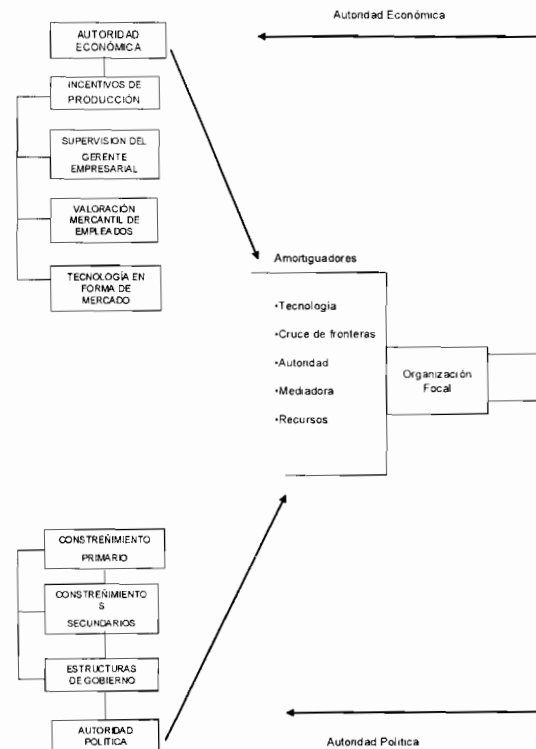 Autoridad Económica
AUTORIDAD
ECONÓMICA
INCENTIVOS DE
PRODUCCIÓN
SUPERVISION DEL
GERENTE
EMPRESARIAL
VALORACIÓN
MERCANTIL DE
EMPLEADOS
TECNOLOGÍA EN
FORMA DE
MERCADO
Amortiguadores
•Tecnología
•Cruce de fronteras
•Autoridad
•Mediadora
•Recursos
Organización
Focal
CONSTREÑIMIENTO
PRIMARIO
CONSTREÑIMIENTO
S
SECUNDARIOS
ESTRUCTURAS
DE GOBIERNO
AUTORIDAD
POLITICA
Autoridad Política